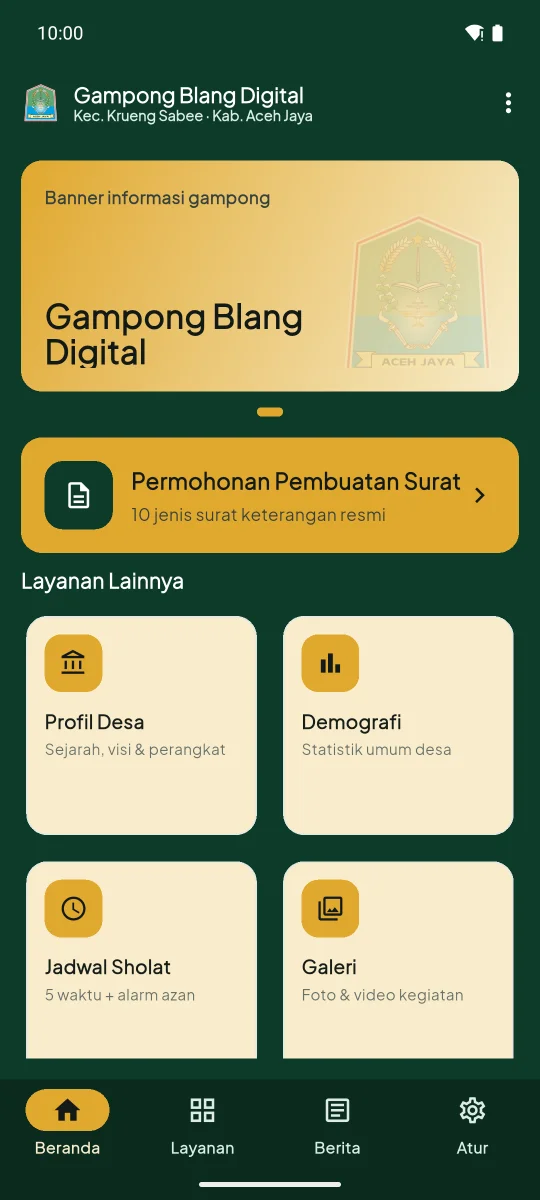 10:00
Gampong Blang Digital
Kec. Krueng Sabee · Kab. Aceh Jaya
Banner informasi gampong
Gampong Blang
Digital
ACEH JAYA
Permohonan Pembuatan Surat
10 jenis surat keterangan resmi
Layanan Lainnya
Profil Desa
Sejarah, visi & perangkat
Demografi
Statistik umum desa
Jadwal Sholat
5 waktu + alarm azan
Galeri
Foto & video kegiatan
Beranda
Layanan
Berita
Atur